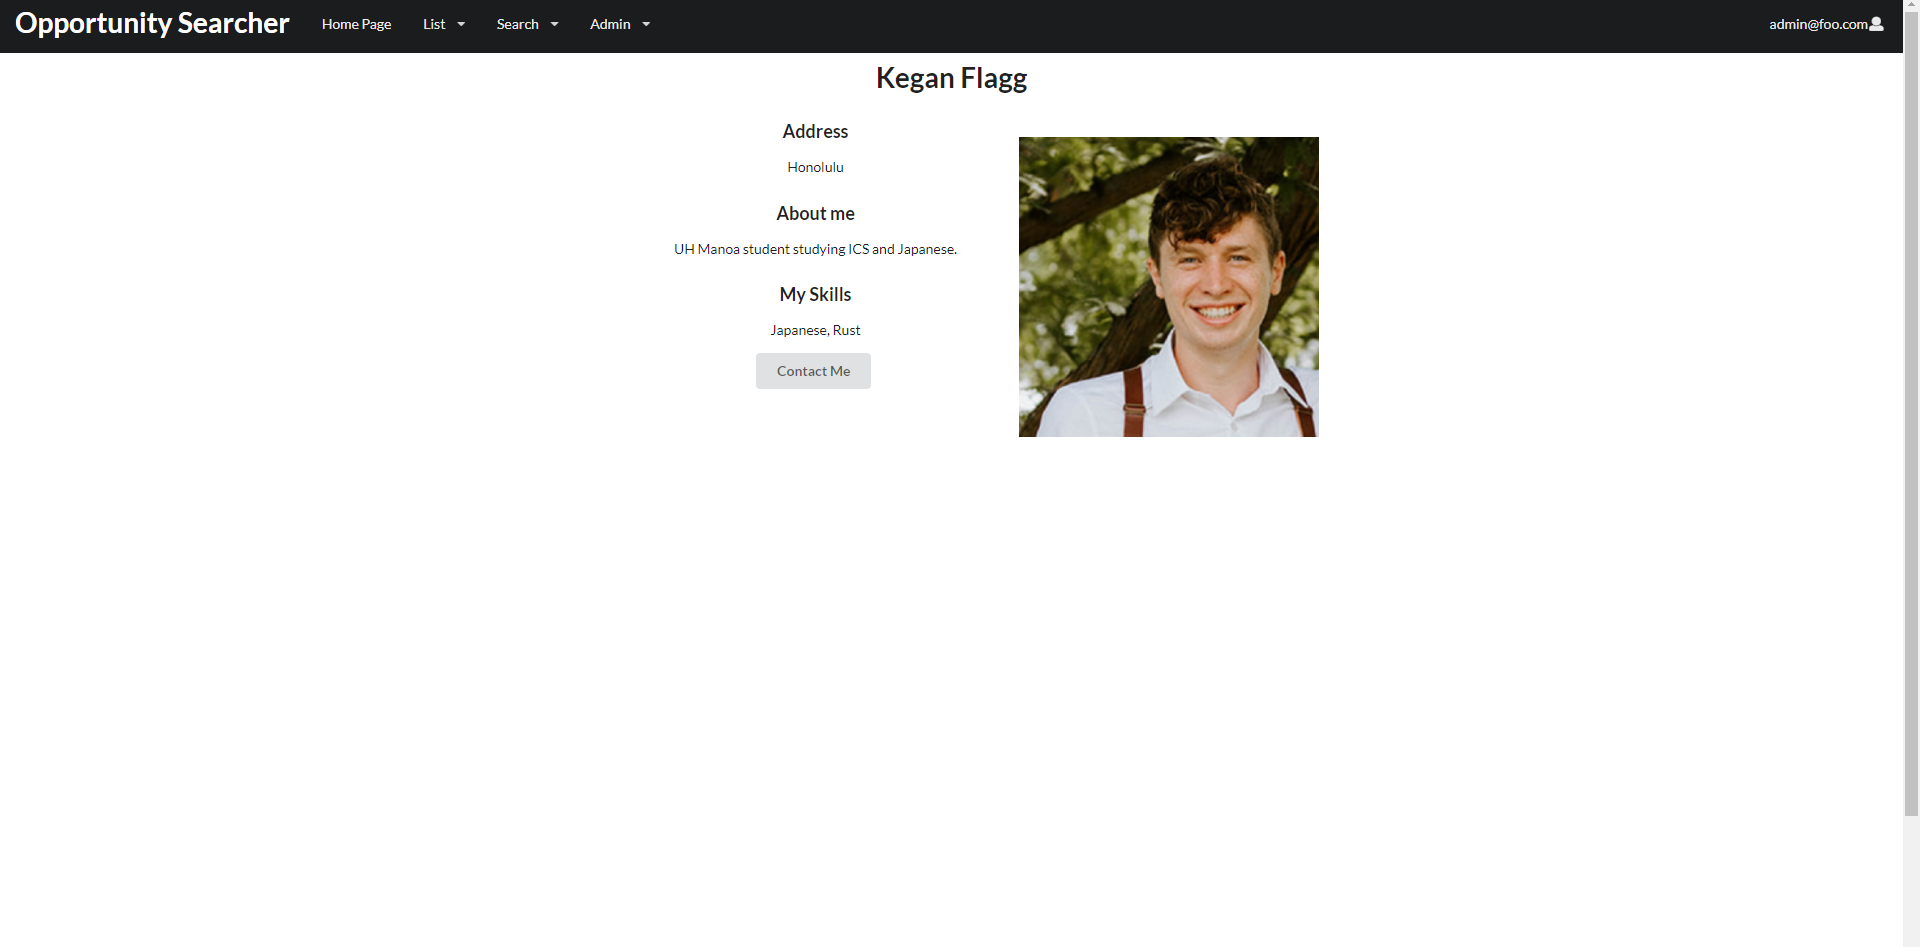 Opportunity Searcher Home Page List Search Admin admin@foo.com
Kegan Flagg
Address
Honolulu
About me
UH Manoa student studying ICS and Japanese.
My Skills
Japanese, Rust
Contact Me